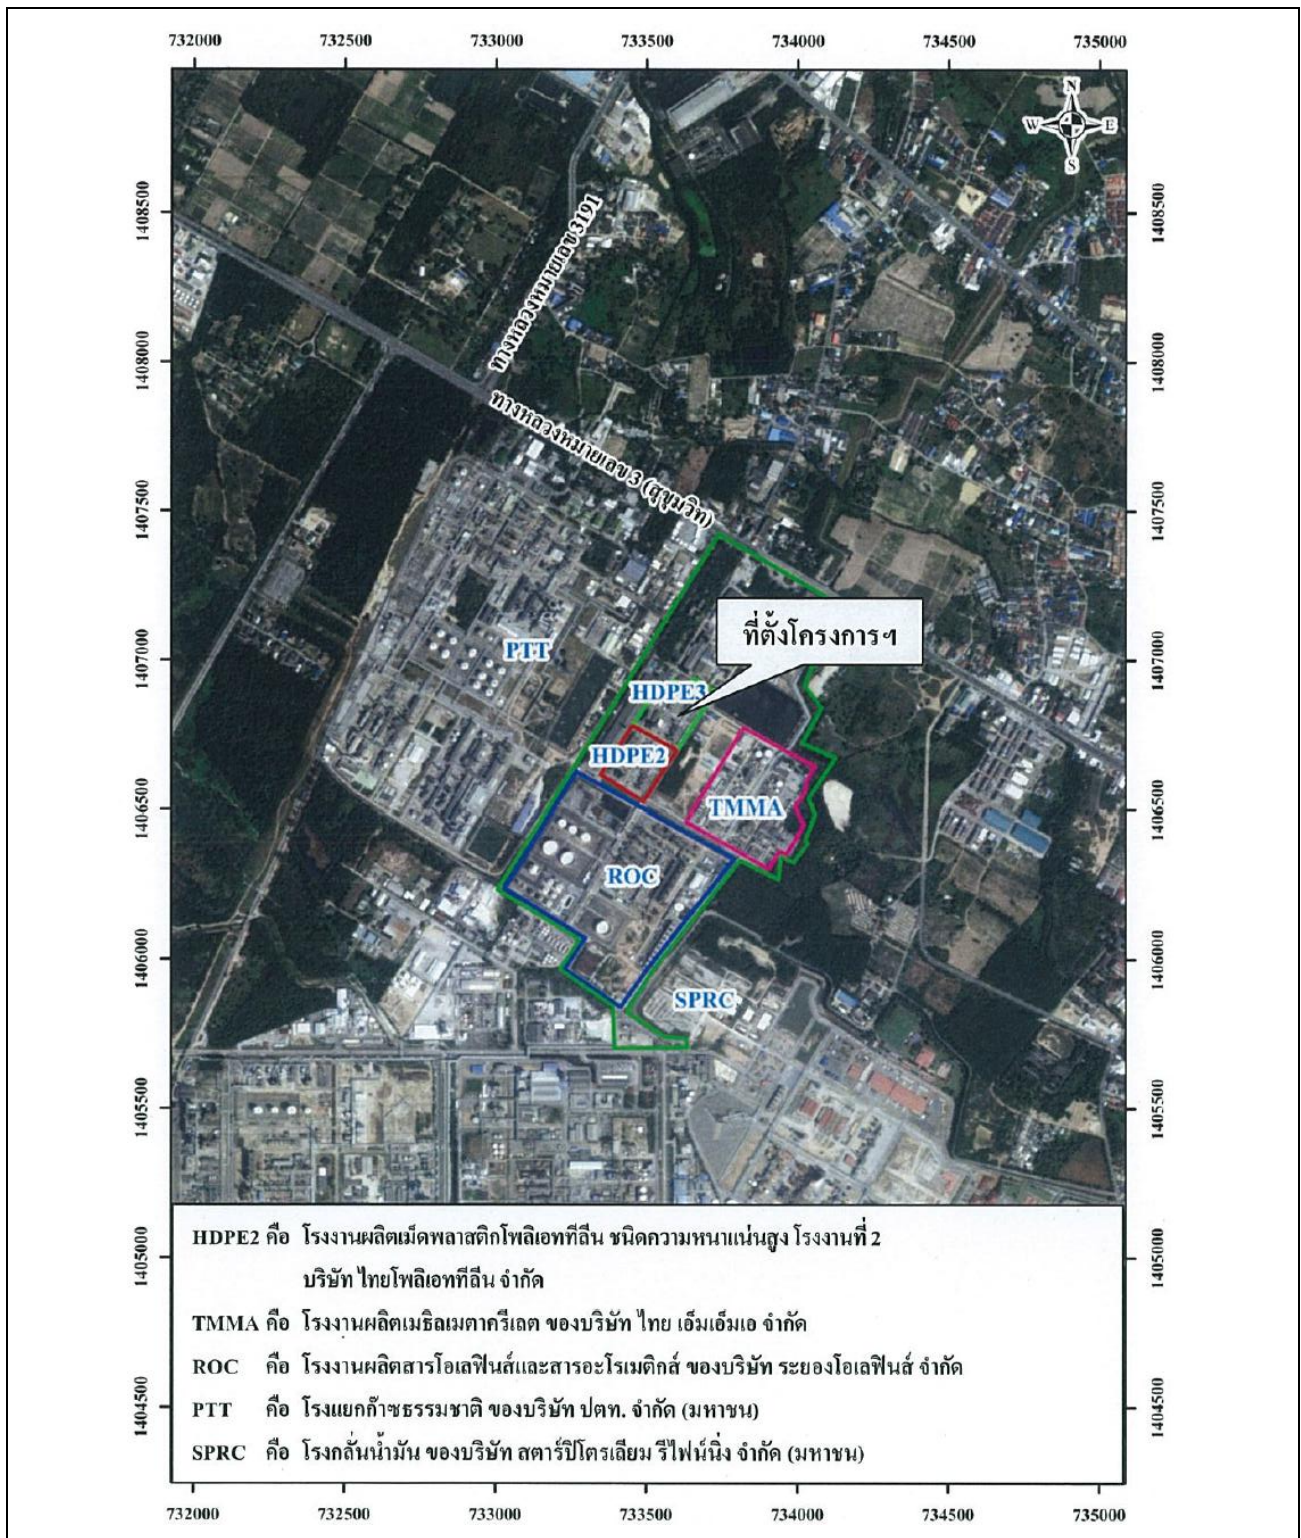 732000 732500 733000 733500 734000 734500 735000
N
W E
S
1408500 1408500
ทางหลวงหมายเลข 3191
1408000 1408000
ทางหลวงหมายเลข 3 (สุขุมวิท)
1407500 1407500
ที่ตั้งโครงการฯ
PTT
1407000 1407000
HDPE3
HDPE2
TMMA
1406500 1406500
ROC
1406000 1406000
SPRC
1405500 1405500
HDPE2 คือ โรงงานผลิตเม็ดพลาสติกโพลิเอททีลีน ชนิดความหนาแน่นสูง โรงงานที่ 2
บริษัท ไทยโพลิเอททีลีน จำกัด
1405000 1405000
TMMA คือ โรงงานผลิตเมธิลเมตาครีเลต ของบริษัท ไทย เอ็มเอ็มเอ จำกัด
ROC คือ โรงงานผลิตสารโอเลฟินส์และสารอะโรเมติกส์ ของบริษัท ระยองโอเลฟินส์ จำกัด
PTT คือ โรงแยกก๊าซธรรมชาติ ของบริษัท ปตท. จำกัด (มหาชน)
1404500 1404500
SPRC คือ โรงกลั่นน้ำมัน ของบริษัท สตาร์ปิโตรเลียม รีไฟน์นิ่ง จำกัด (มหาชน)
732000 732500 733000 733500 734000 734500 735000